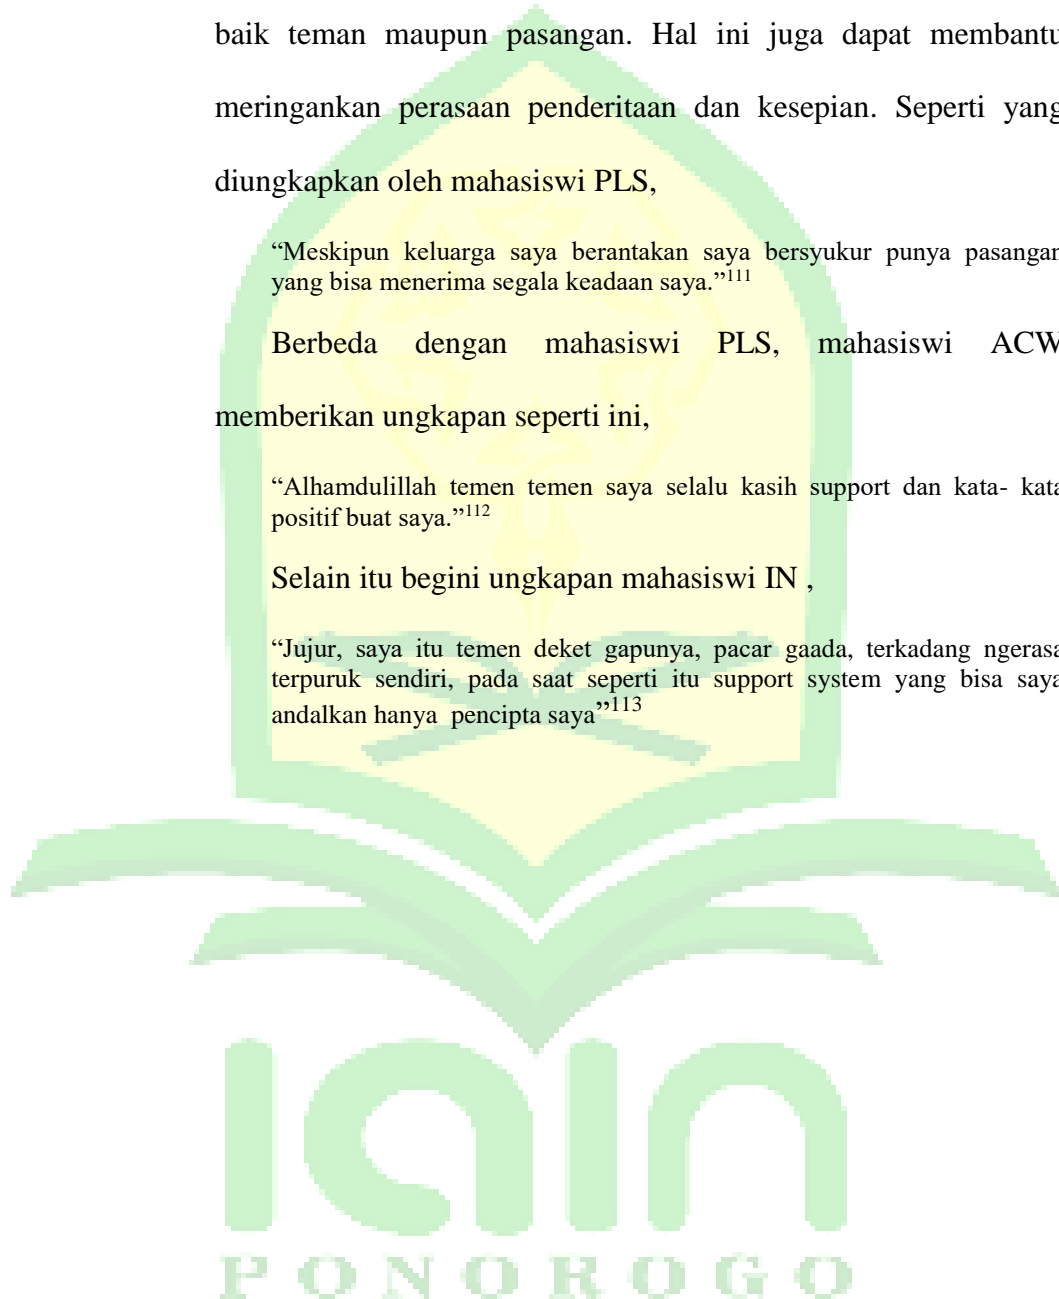 baik teman maupun pasangan. Hal ini juga dapat membantu
meringankan perasaan penderitaan dan kesepian. Seperti yang
diungkapkan oleh mahasiswi PLS,
“Meskipun keluarga saya berantakan saya bersyukur punya pasangan
yang bisa menerima segala keadaan saya.”111
Berbeda dengan mahasiswi PLS, mahasiswi ACW
memberikan ungkapan seperti ini,
“Alhamdulillah temen temen saya selalu kasih support dan kata- kata
positif buat saya.”112
Selain itu begini ungkapan mahasiswi IN ,
“Jujur, saya itu temen deket gapunya, pacar gaada, terkadang ngerasa
terpuruk sendiri, pada saat seperti itu support system yang bisa saya
andalkan hanya pencipta saya”113
iain
PONOROGO